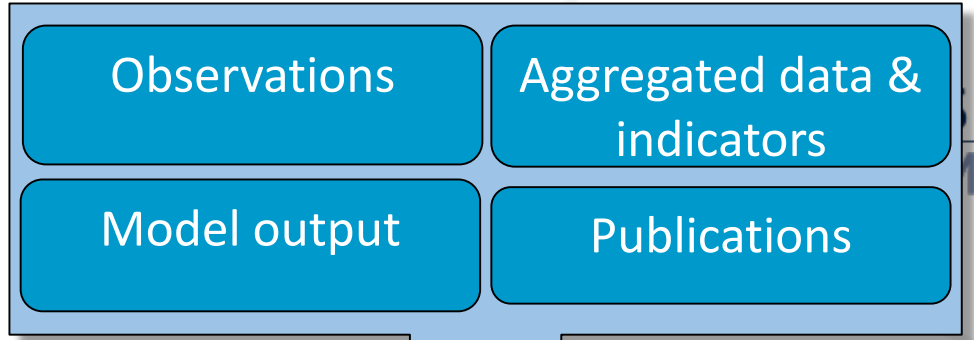 Observations
Aggregated data &
indicators
Model output
Publications